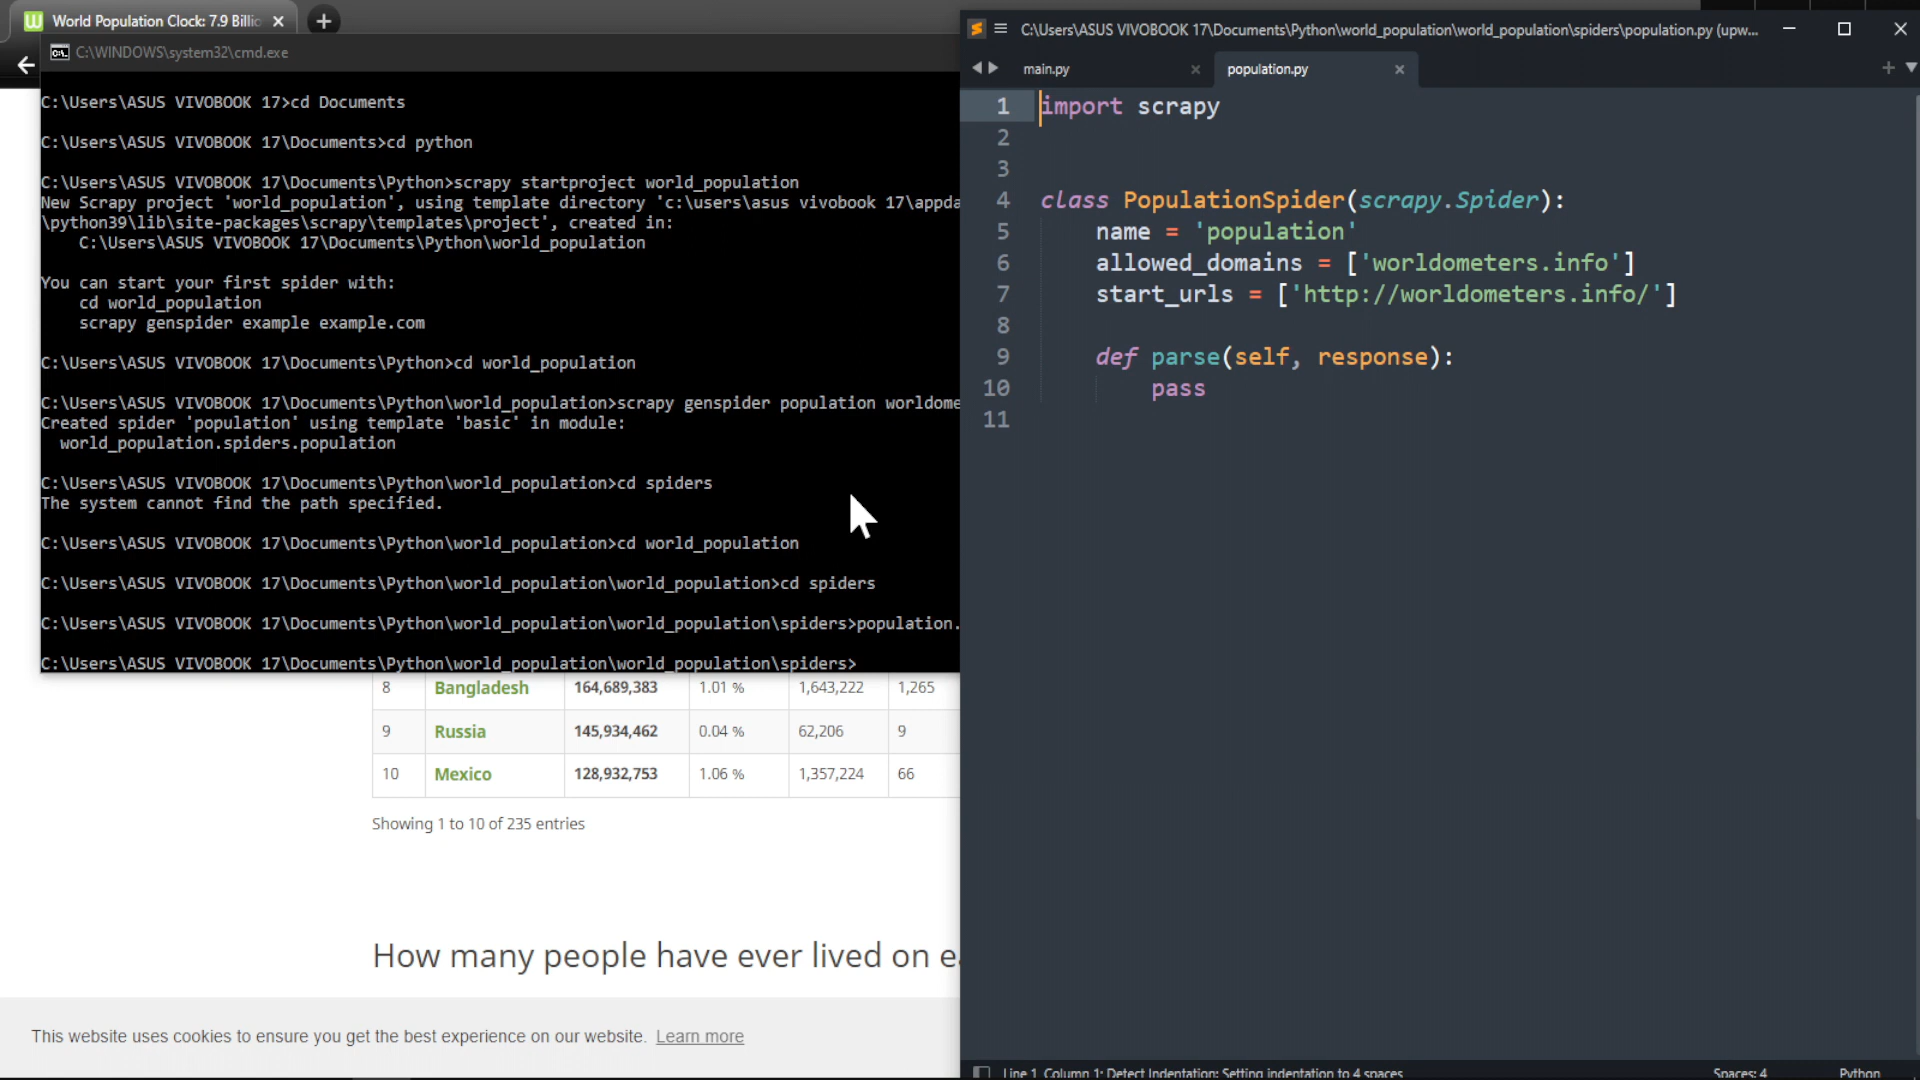 World Population Clock: 7.9 Billio
C:\WINDOWS\system32\cmd.exe
C:\Users\ASUS VIVOBOOK 17>cd Documents
C:\Users\ASUS VIVOBOOK 17\Documents>cd python
C:\Users\ASUS VIVOBOOK 17\Documents\Python>scrapy startproject world_population
New Scrapy project 'world_population', using template directory 'c:\users\asus vivobook 17\appda
\python39\lib\site-packages\scrapy\templates\project', created in:
C:\Users\ASUS VIVOBOOK 17\Documents\Python\world_population
You can start your first spider with:
cd world_population
scrapy genspider example example.com
C:\Users\ASUS VIVOBOOK 17\Documents\Python>cd world_population
C:\Users\ASUS VIVOBOOK 17\Documents\Python\world_population>scrapy genspider population worldome
Created spider 'population' using template 'basic' in module:
world_population.spiders.population
C:\Users\ASUS VIVOBOOK 17\Documents\Python\world_population>cd spiders
The system cannot find the path specified.
C:\Users\ASUS VIVOBOOK 17\Documents\Python\world_population>cd world_population
C:\Users\ASUS VIVOBOOK 17\Documents\Python\world_population\world_population>cd spiders
C:\Users\ASUS VIVOBOOK 17\Documents\Python\world_population\world_population\spiders>population.
C:\Users\ASUS VIVOBOOK 17\Documents\Python\world_population\world_population\spiders>
8 Bangladesh 164,689,383 1.01 % 1,643,222 1,265
9 Russia 145,934,462 0.04 % 62,206 9
10 Mexico 128,932,753 1.06 % 1,357,224 66
Showing 1 to 10 of 235 entries
How many people have ever lived on e
This website uses cookies to ensure you get the best experience on our website. Learn more
C:\Users\ASUS VIVOBOOK 17\Documents\Python\world_population\world_population\spiders\population.py (upw...
main.py population.py
1 import scrapy
2
3
4 class PopulationSpider(scrapy.Spider):
5 name = 'population'
6 allowed_domains = ['worldometers.info']
7 start_urls = ['http://worldometers.info/']
8
9 def parse(self, response):
10 pass
11
Line 1, Column 1; Detect Indentation: Setting indentation to 4 spaces Spaces: 4 Python